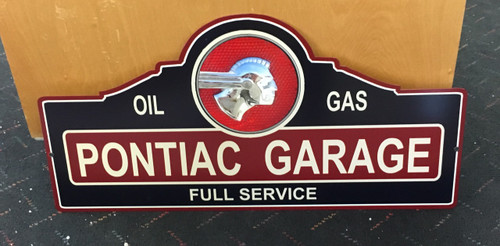 OIL GAS
PONTIAC GARAGE
FULL SERVICE